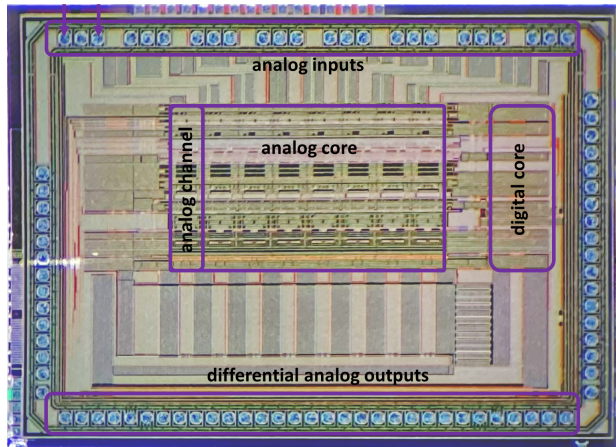 analog inputs
analog core
analog channel
digital core
differential analog outputs